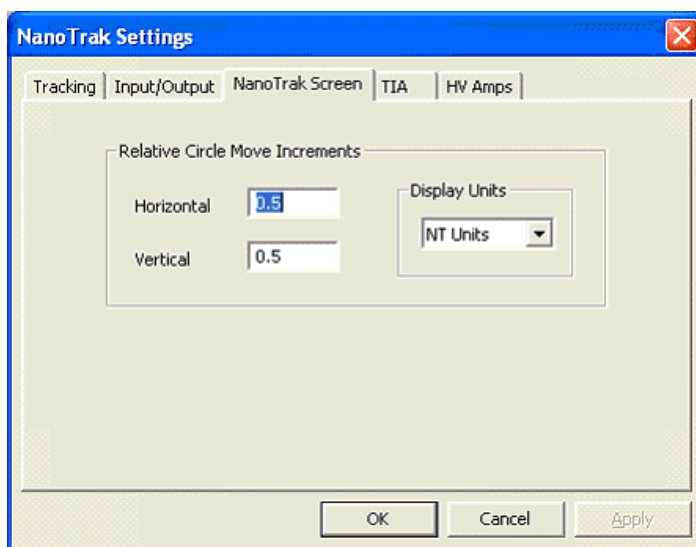 NanoTrak Settings
Tracking Input/Output NanoTrak Screen TIA HV Amps
Relative Circle Move Increments
Display Units
Horizontal 0.5
NT Units
Vertical 0.5
OK Cancel Apply